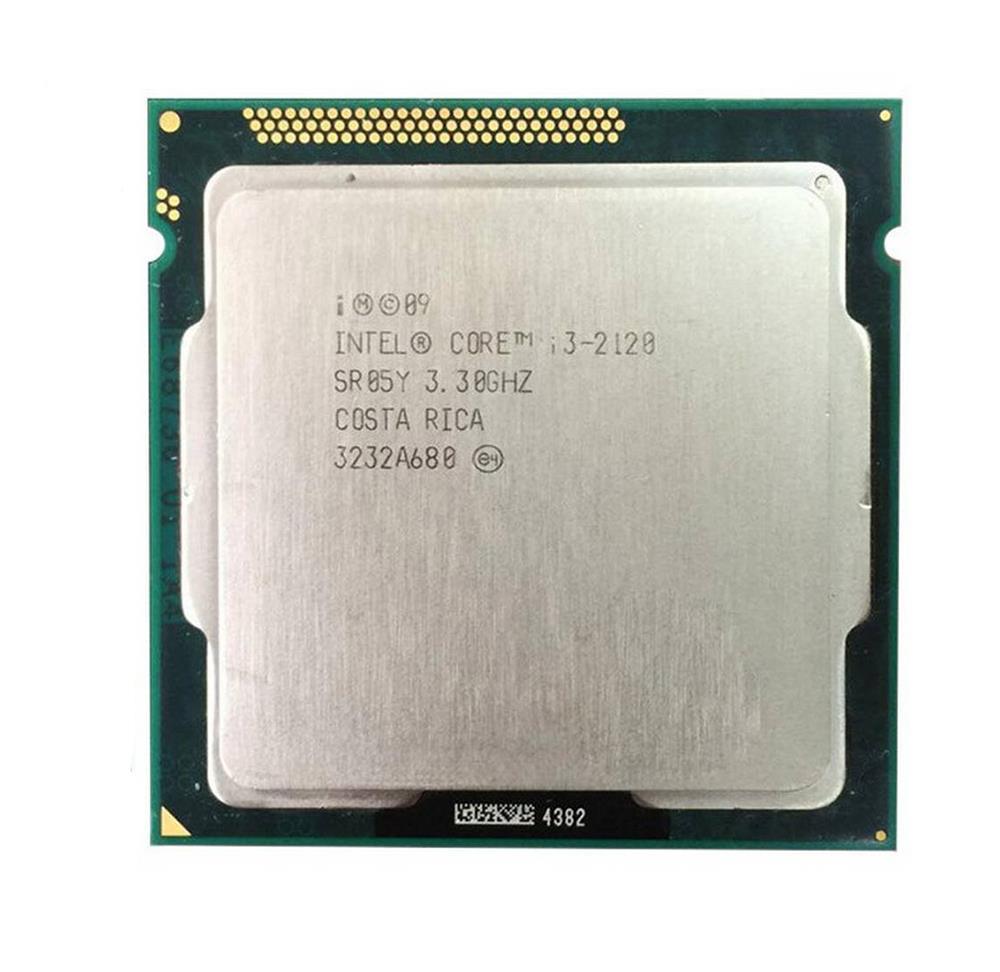 i Ⓜ©09
INTEL® CORE™ i3-2120
SR05Y 3.30GHZ
COSTA RICA
3232A680 e4
4382